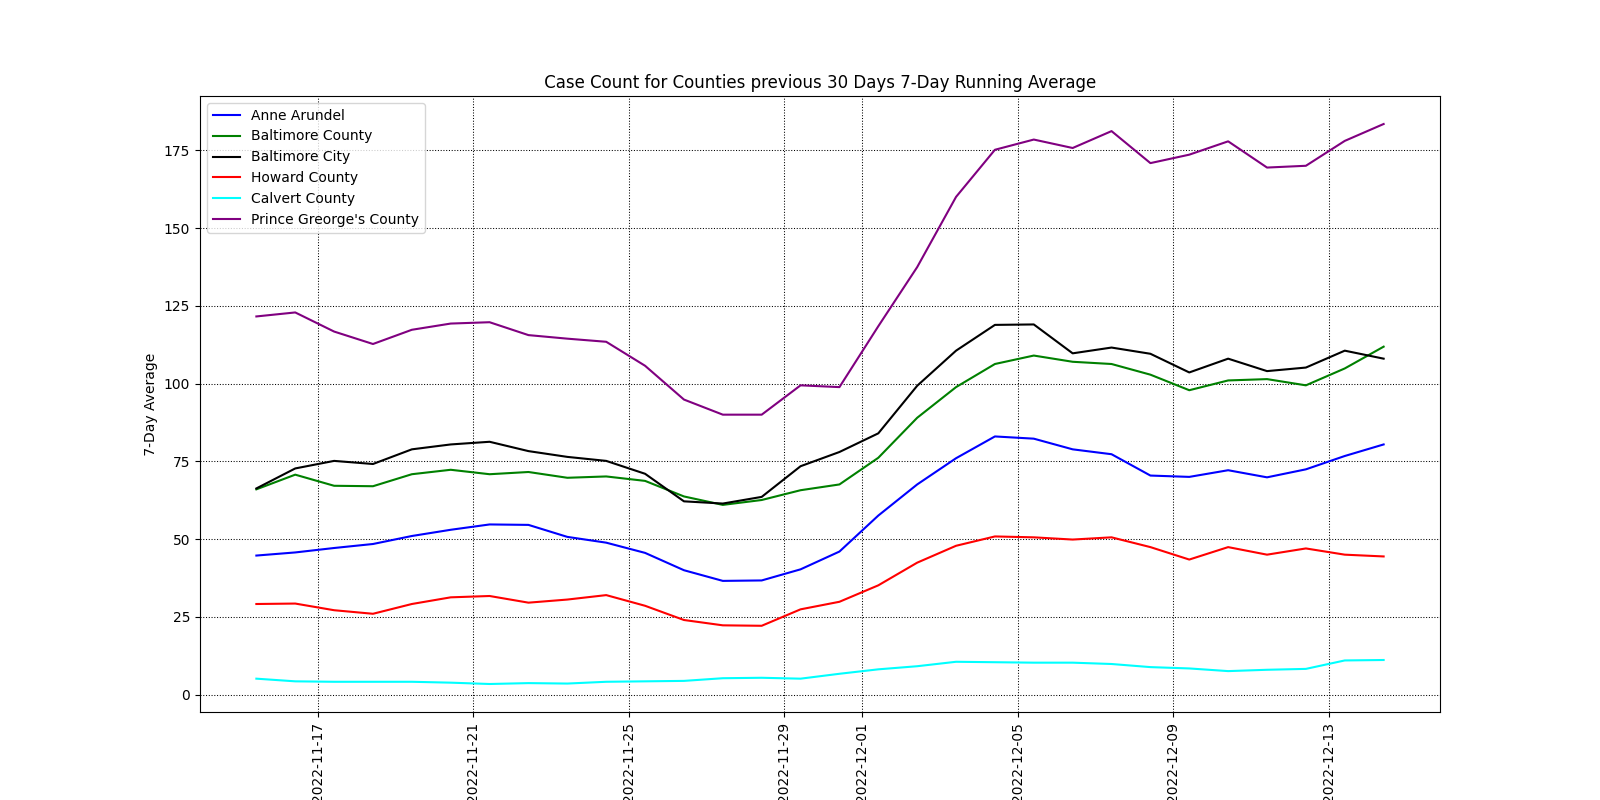 Case Count for Counties previous 30 Days 7-Day Running Average
Anne Arundel
Baltimore County
Baltimore City
Howard County
Calvert County
Prince Greorge's County
7-Day Average
175
150
125
100
75
50
25
0
2022-11-17
2022-11-21
2022-11-25
2022-11-29
2022-12-01
2022-12-05
2022-12-09
2022-12-13